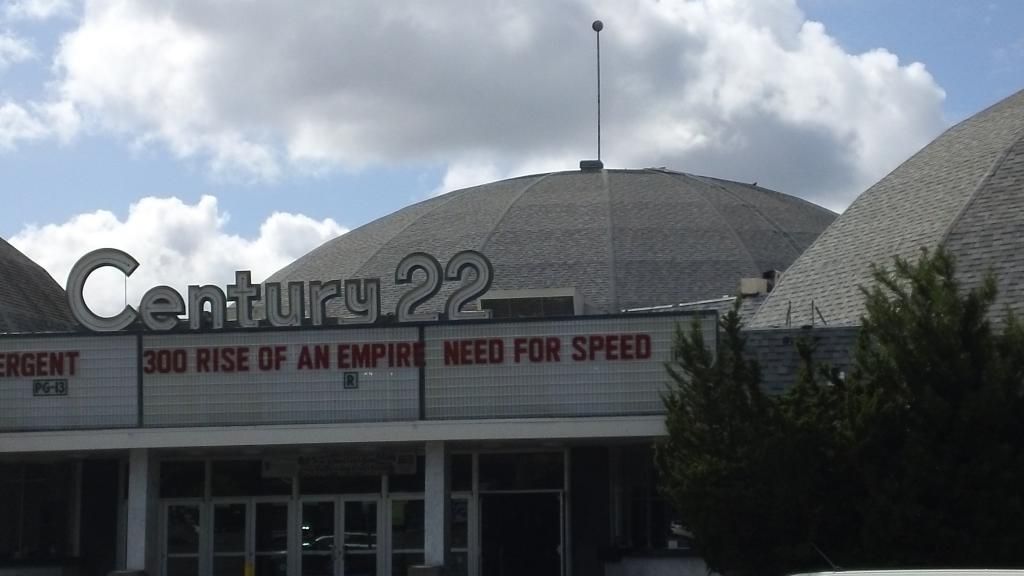 Century 22
ERGENT 300 RISE OF AN EMPIRE NEED FOR SPEED
PG-13 R